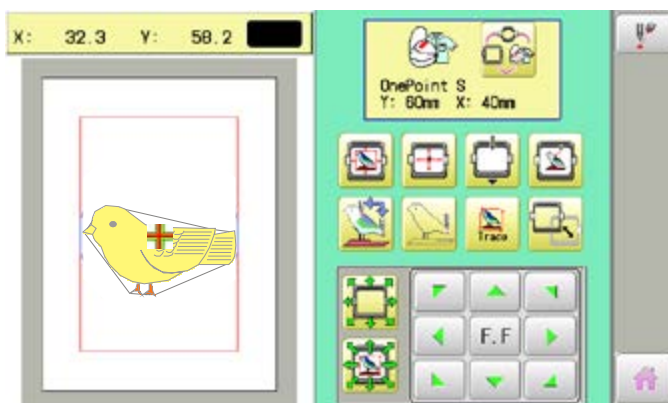 X: 32.3 Y: 58.2
OnePoint S
Y: 60mm X: 40mm
Trace
F.F